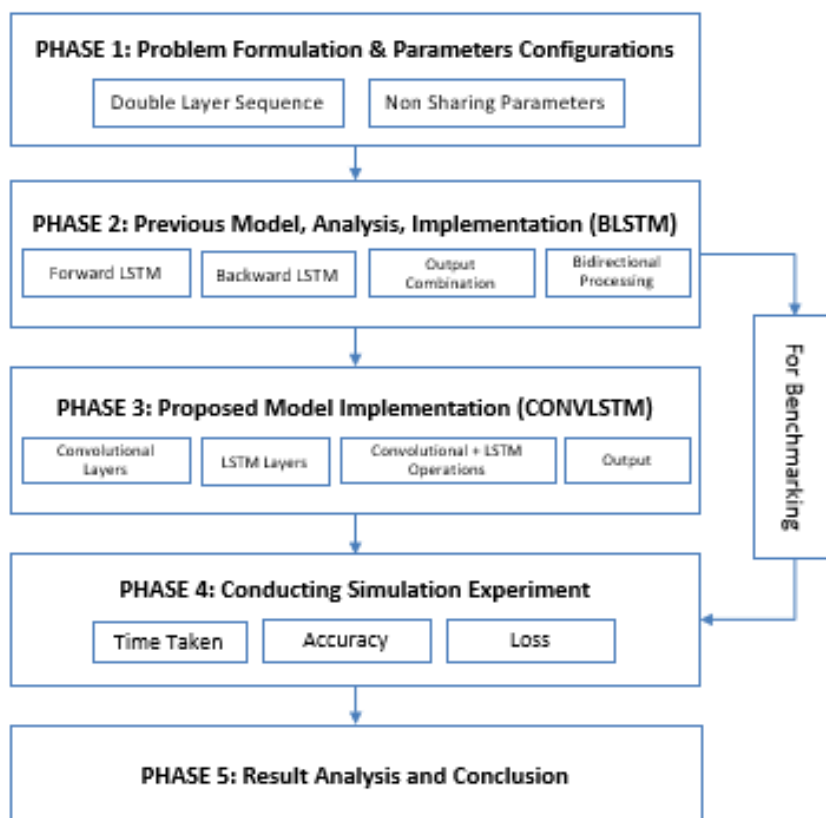 PHASE 1: Problem Formulation & Parameters Configurations
Double Layer Sequence
Non Sharing Parameters
PHASE 2: Previous Model, Analysis, Implementation (BLSTM)
Forward LSTM
Backward LSTM
Output
Combination
Bidirectional
Processing
For Benchmarking
PHASE 3: Proposed Model Implementation (CONVLSTM)
Convolutional
Layers
LSTM Layers
Convolutional + LSTM
Operations
Output
PHASE 4: Conducting Simulation Experiment
Time Taken
Accuracy
Loss
PHASE 5: Result Analysis and Conclusion